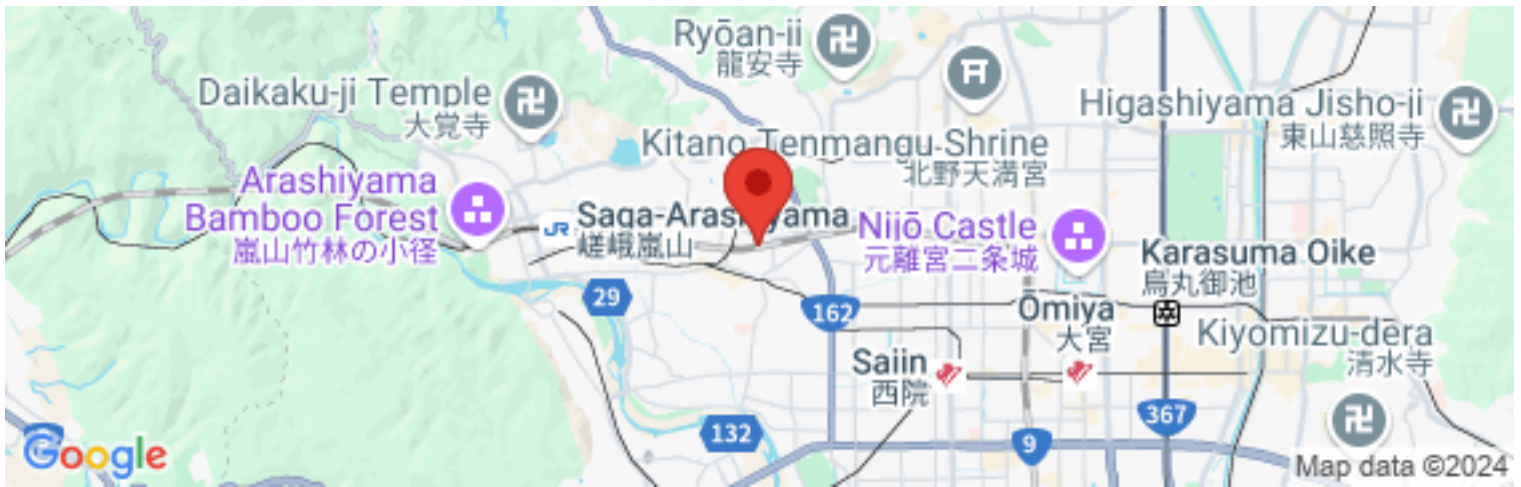 Ryōan-ji
龍安寺
Daikaku-ji Temple
大覚寺
Higashiyama Jisho-ji
東山慈照寺
Kitano Tenmangu Shrine
北野天満宮
Arashiyama
Bamboo Forest
嵐山竹林の小径
JR
Saga-Arashiyama
嵯峨嵐山
Nijō Castle
元離宮二条城
Karasuma Oike
烏丸御池
29
162
Ōmiya
大宮
Kiyomizu-dera
清水寺
Saiin
西院
367
132
9
Google
Map data ©2024